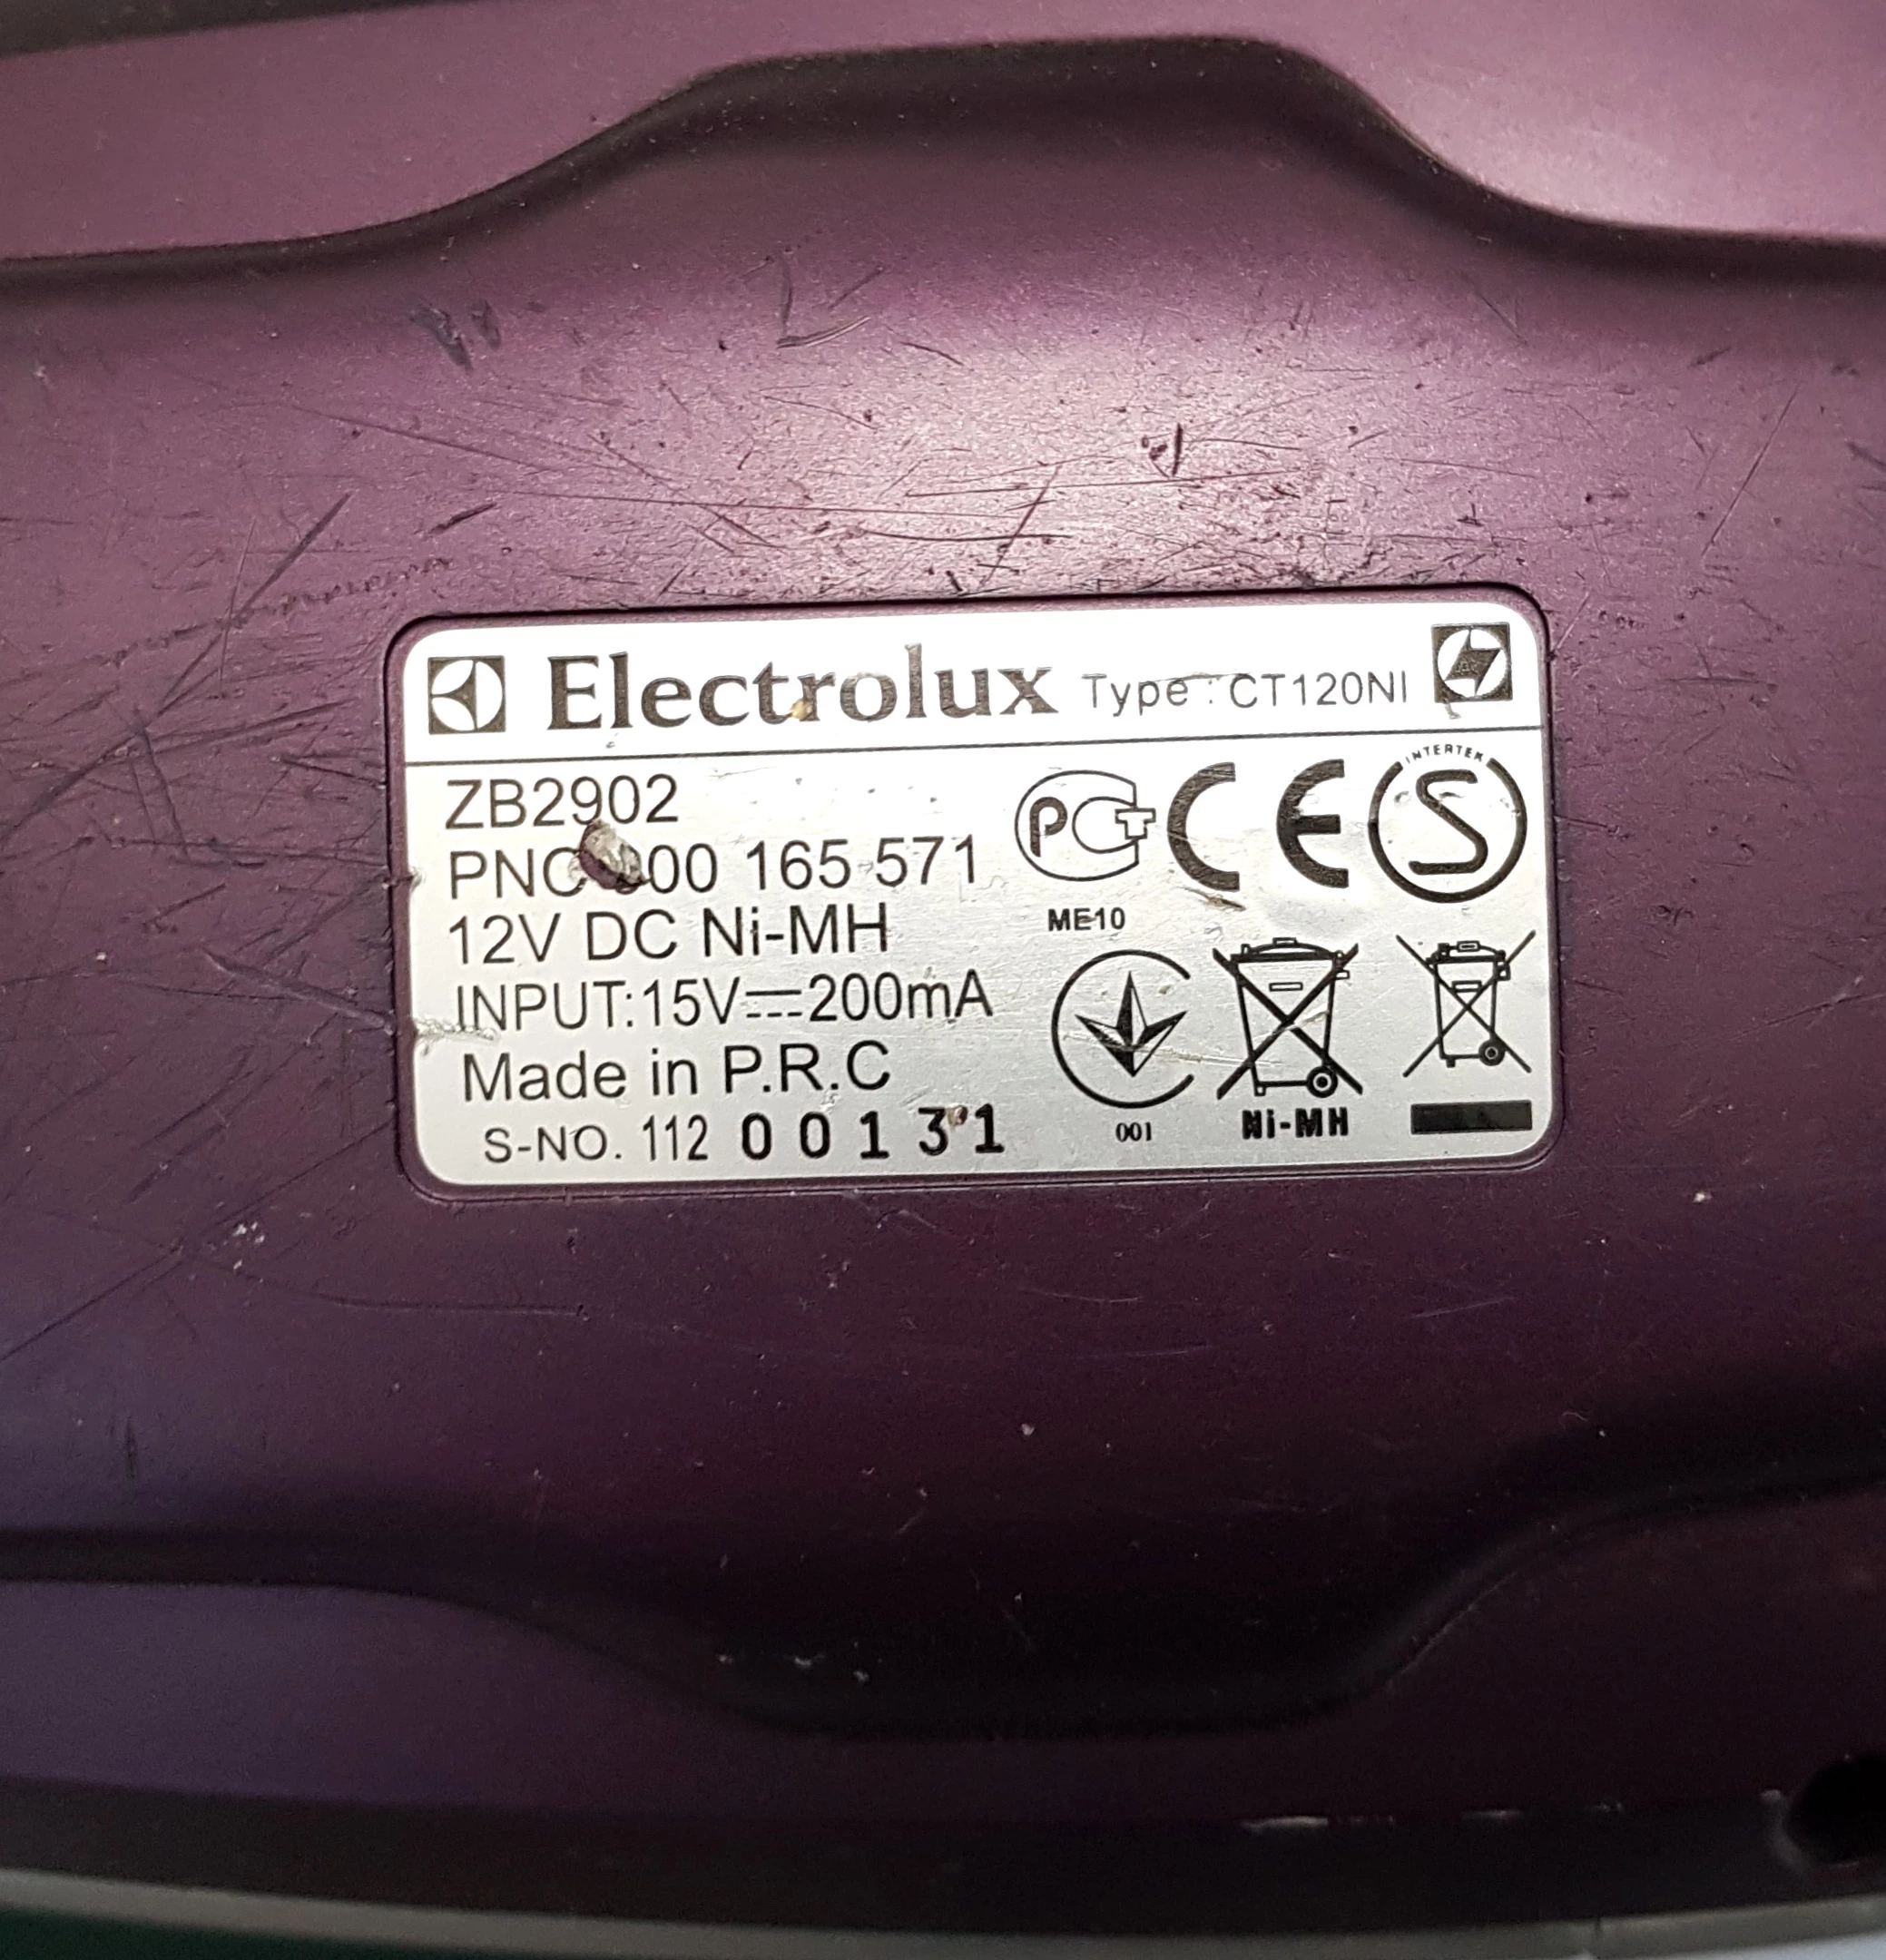 Electrolux Type : CT120NI
ZB2902
PNC 00 165 571
12V DC Ni-MH
INPUT:15V⎓200mA
Made in P.R.C
S-NO. 112 00131
PCT
CE
INTERTEK
S
ME10
001
Ni-MH